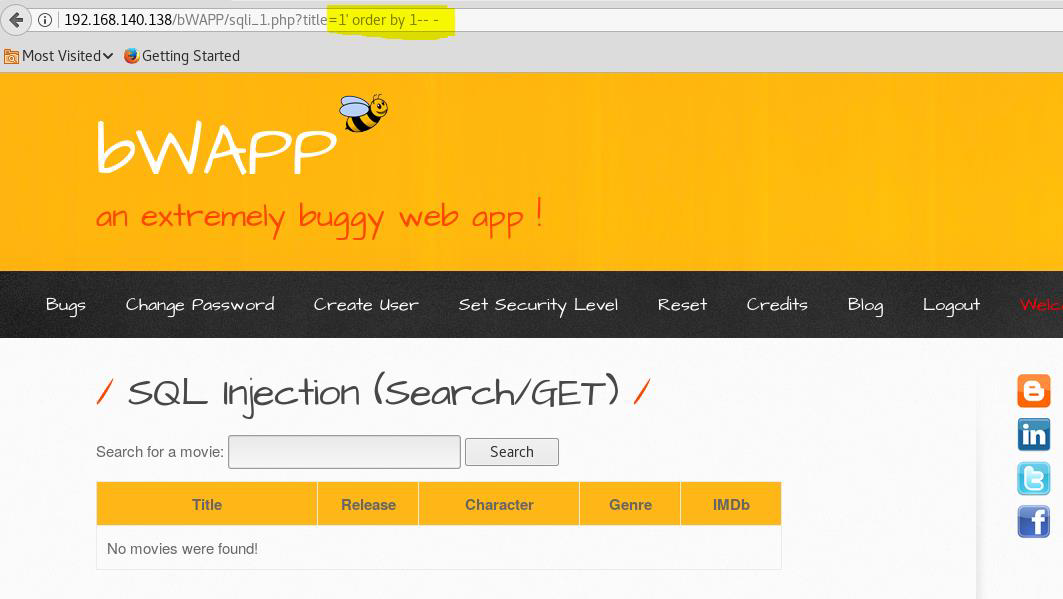 192.168.140.138/bWAPP/sqli_1.php?title=1' order by 1-- -
Most Visited Getting Started
bWAPP
an extremely buggy web app !
Bugs Change Password Create User Set Security Level Reset Credits Blog Logout Welc
/ SQL Injection (Search/GET) /
Search for a movie: Search
Title Release Character Genre IMDb
No movies were found!
in
t
f